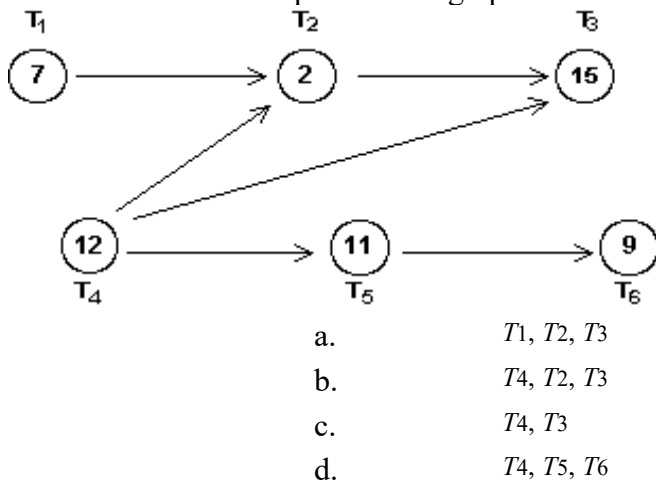 T1 T2 T3
7 2 15
12 11 9
T4 T5 T6
a. T1, T2, T3
b. T4, T2, T3
c. T4, T3
d. T4, T5, T6